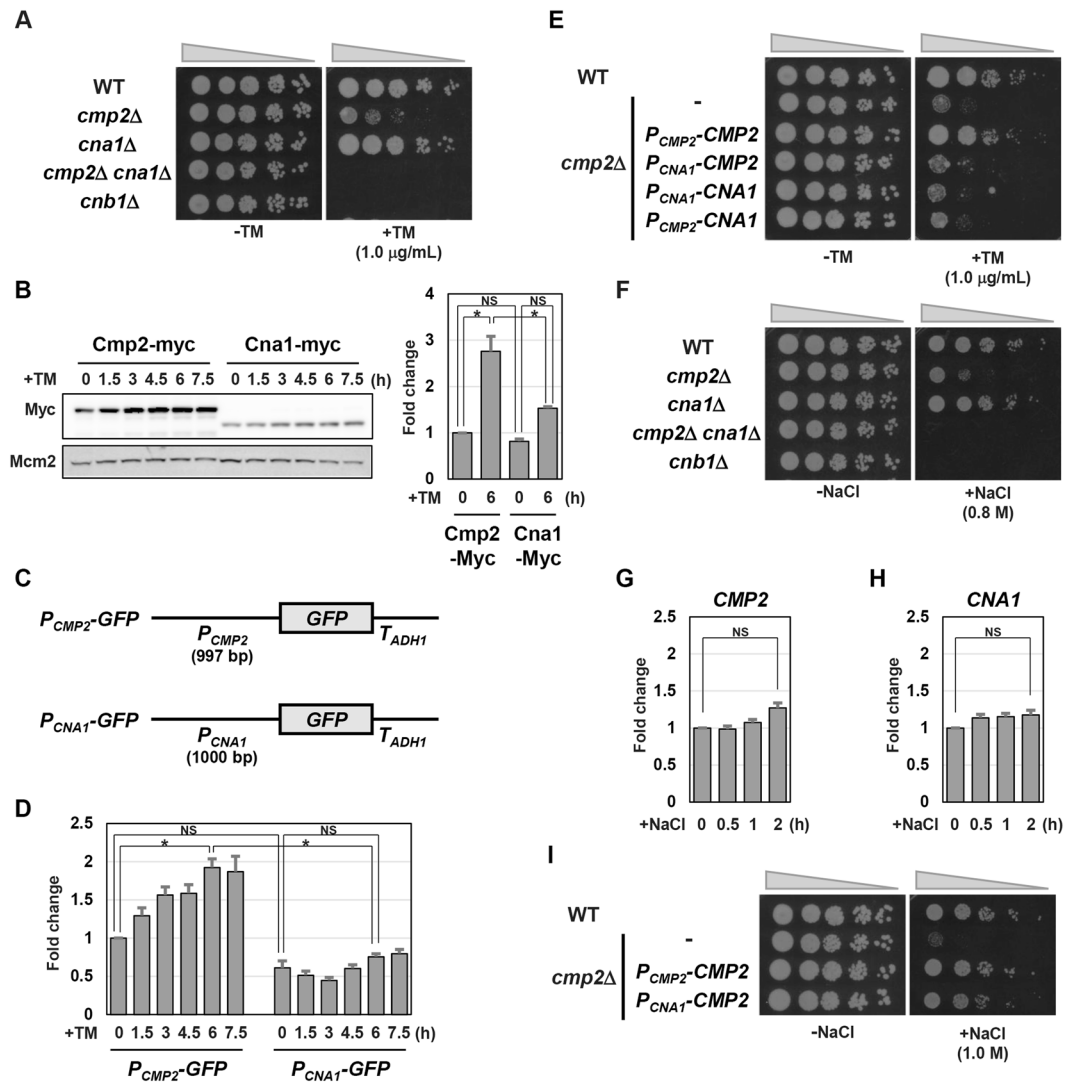 A
WT
cmp2Δ
cna1Δ
cmp2Δ cna1Δ
cnb1Δ
-TM
+TM
(1.0 μg/mL)
B
Cmp2-myc Cna1-myc
+TM 0 1.5 3 4.5 6 7.5 0 1.5 3 4.5 6 7.5 (h)
Myc
Mcm2
Fold change
4
3
2
1
0
NS NS
* *
+TM 0 6 0 6 (h)
Cmp2
-Myc
Cna1
-Myc
C
PCMP2-GFP
GFP
PCMP2
(997 bp)
TADH1
PCNA1-GFP
GFP
PCNA1
(1000 bp)
TADH1
D
Fold change
2.5
2
1.5
1
0.5
0
NS NS
* *
+TM 0 1.5 3 4.5 6 7.5 0 1.5 3 4.5 6 7.5 (h)
PCMP2-GFP PCNA1-GFP
E
WT
cmp2Δ
-
PCMP2-CMP2
PCNA1-CMP2
PCNA1-CNA1
PCMP2-CNA1
-TM
+TM
(1.0 μg/mL)
F
WT
cmp2Δ
cna1Δ
cmp2Δ cna1Δ
cnb1Δ
-NaCl
+NaCl
(0.8 M)
G
CMP2
Fold change
2.5
2
1.5
1
0.5
0
NS
+NaCl 0 0.5 1 2 (h)
H
CNA1
Fold change
2.5
2
1.5
1
0.5
0
NS
+NaCl 0 0.5 1 2 (h)
I
WT
cmp2Δ
-
PCMP2-CMP2
PCNA1-CMP2
-NaCl
+NaCl
(1.0 M)